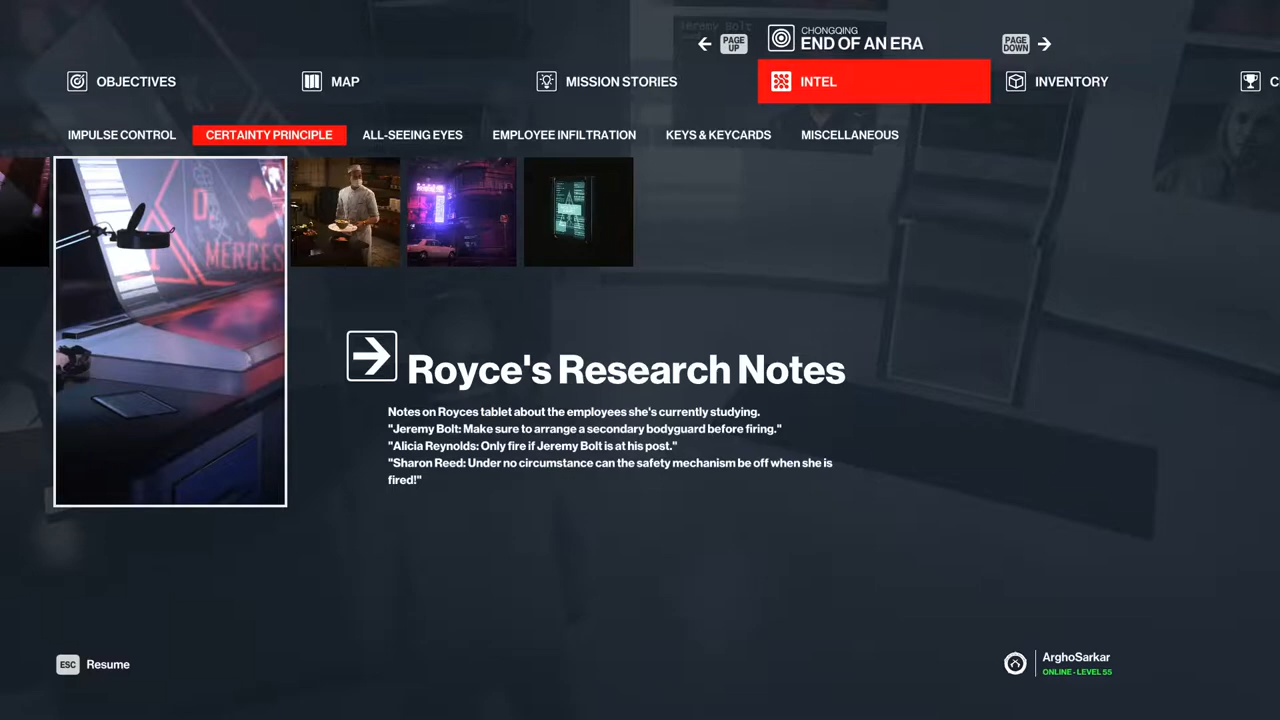 Jeremy Bolt
CHONGQING
PAGE UP END OF AN ERA PAGE DOWN
OBJECTIVES MAP MISSION STORIES INTEL INVENTORY C
IMPULSE CONTROL CERTAINTY PRINCIPLE ALL-SEEING EYES EMPLOYEE INFILTRATION KEYS & KEYCARDS MISCELLANEOUS
MERCES
Royce's Research Notes
Notes on Royces tablet about the employees she's currently studying.
"Jeremy Bolt: Make sure to arrange a secondary bodyguard before firing."
"Alicia Reynolds: Only fire if Jeremy Bolt is at his post."
"Sharon Reed: Under no circumstance can the safety mechanism be off when she is
fired!"
ESC Resume
ArghoSarkar
ONLINE - LEVEL 55